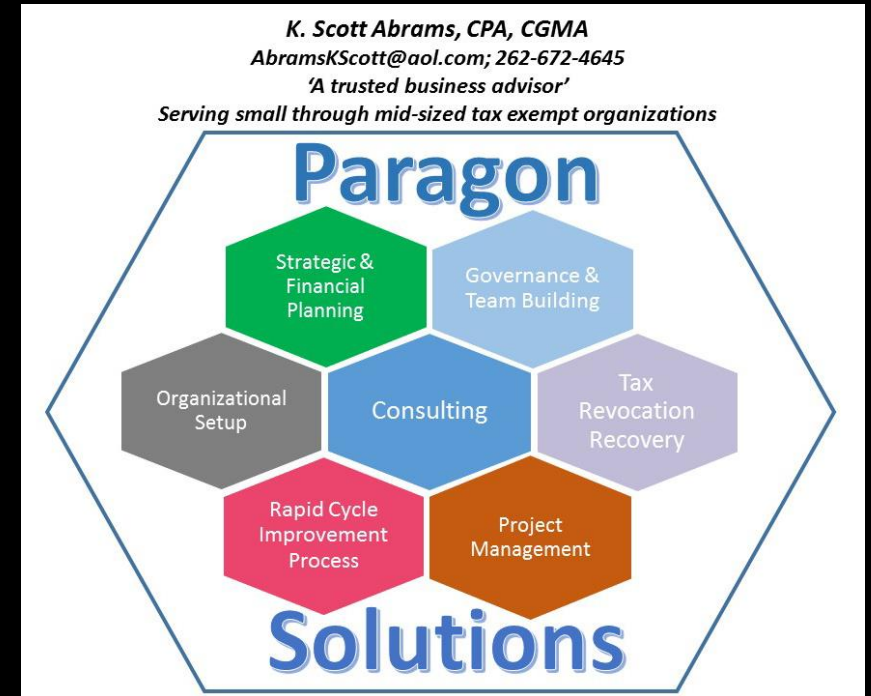 K. Scott Abrams, CPA, CGMA
AbramsKScott@aol.com; 262-672-4645
‘A trusted business advisor’
Serving small through mid-sized tax exempt organizations
Paragon
Strategic &
Financial
Planning
Governance &
Team Building
Organizational
Setup
Consulting
Tax
Revocation
Recovery
Rapid Cycle
Improvement
Process
Project
Management
Solutions